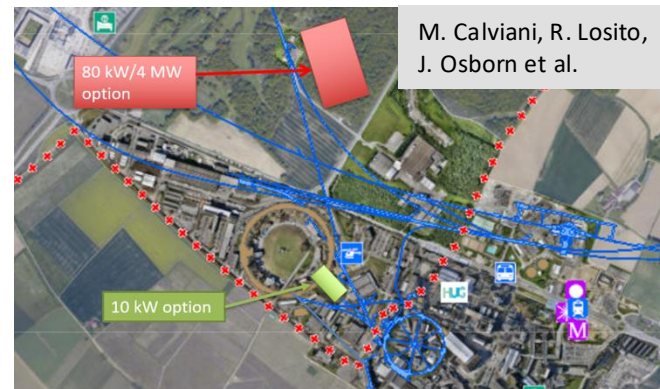 M. Calviani, R. Losito,
J. Osborn et al.
80 kW/4 MW
option
10 kW option
HUG
M